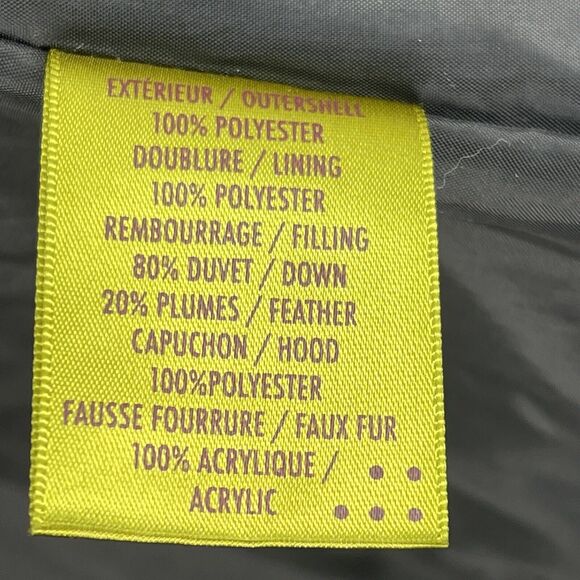 EXTÉRIEUR / OUTERSHELL
100% POLYESTER
DOUBLURE / LINING
100% POLYESTER
REMBOURRAGE / FILLING
80% DUVET / DOWN
20% PLUMES / FEATHER
CAPUCHON / HOOD
100%POLYESTER
FAUSSE FOURRURE / FAUX FUR
100% ACRYLIQUE /
ACRYLIC